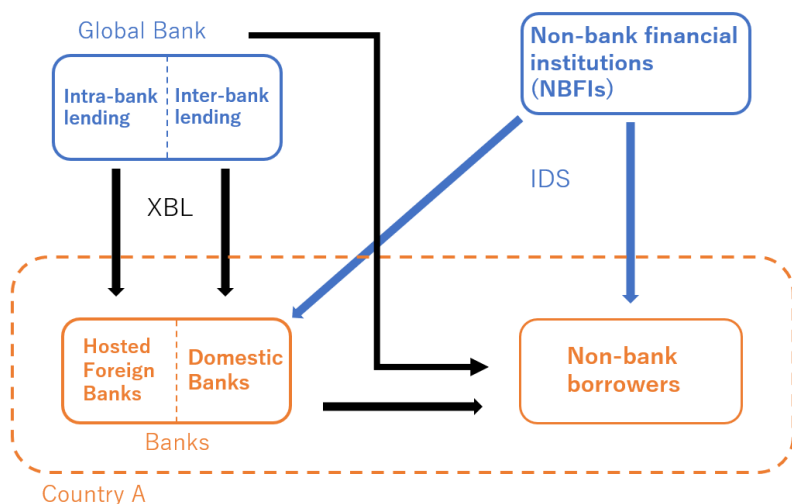 Global Bank
Intra-bank
lending
Inter-bank
lending
Non-bank financial
institutions
(NBFIs)
XBL
IDS
Hosted
Foreign
Banks
Domestic
Banks
Banks
Non-bank
borrowers
Country A